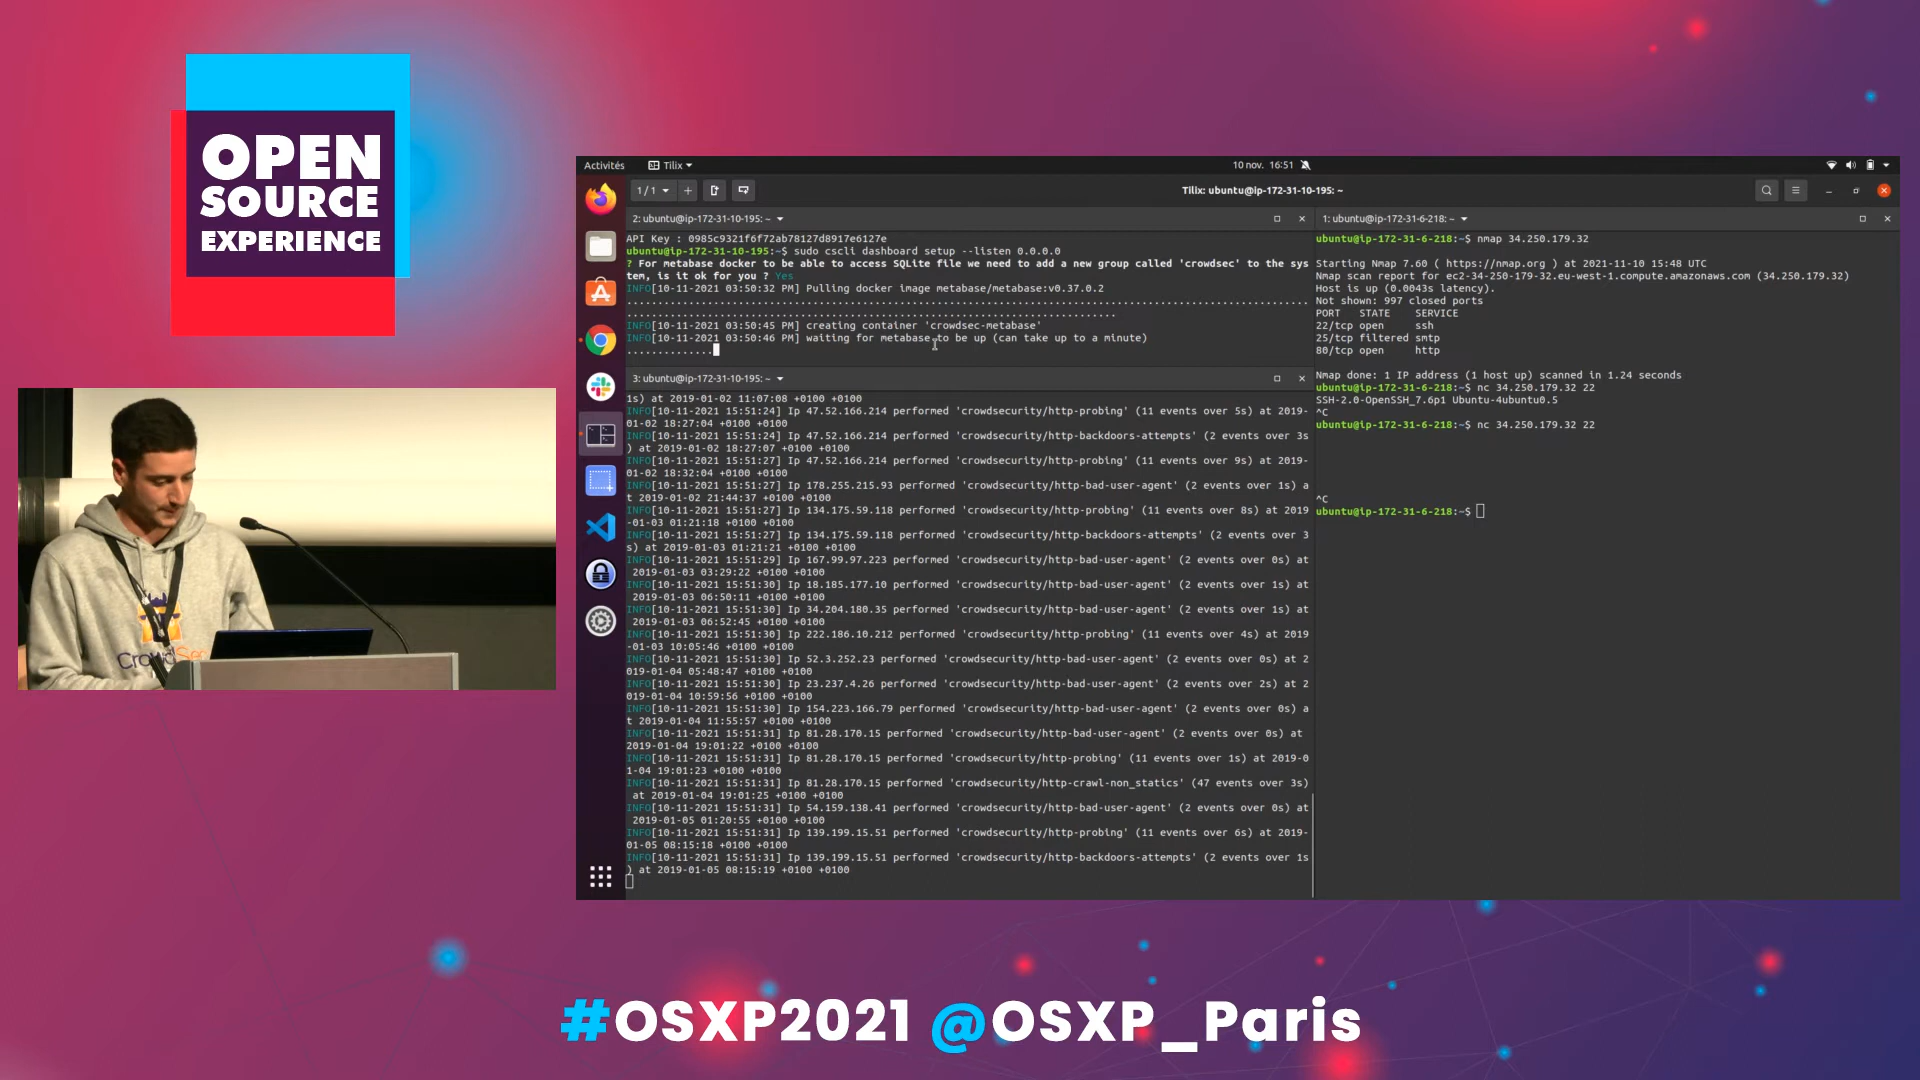 OPEN
SOURCE
EXPERIENCE
Activités
Tilix
10 nov. 16:51
1 / 1
Tilix: ubuntu@ip-172-31-10-195: ~
2: ubuntu@ip-172-31-10-195: ~
API Key : 0985c9321f6f72ab78127d8917e6127e
ubuntu@ip-172-31-10-195:~$ sudo cscli dashboard setup --listen 0.0.0.0
? For metabase docker to be able to access SQLite file we need to add a new group called 'crowdsec' to the sys
tem, is it ok for you ? Yes
INFO[10-11-2021 03:50:32 PM] Pulling docker image metabase/metabase:v0.37.0.2
INFO[10-11-2021 03:50:45 PM] creating container 'crowdsec-metabase'
INFO[10-11-2021 03:50:46 PM] waiting for metabase to be up (can take up to a minute)
..............
3: ubuntu@ip-172-31-10-195: ~
1s) at 2019-01-02 11:07:08 +0100 +0100
INFO[10-11-2021 15:51:24] Ip 47.52.166.214 performed 'crowdsecurity/http-probing' (11 events over 5s) at 2019-
01-02 18:27:04 +0100 +0100
INFO[10-11-2021 15:51:24] Ip 47.52.166.214 performed 'crowdsecurity/http-backdoors-attempts' (2 events over 3s
) at 2019-01-02 18:27:07 +0100 +0100
INFO[10-11-2021 15:51:27] Ip 47.52.166.214 performed 'crowdsecurity/http-probing' (11 events over 9s) at 2019-
01-02 18:32:04 +0100 +0100
INFO[10-11-2021 15:51:27] Ip 178.255.215.93 performed 'crowdsecurity/http-bad-user-agent' (2 events over 1s) a
t 2019-01-02 21:44:37 +0100 +0100
INFO[10-11-2021 15:51:27] Ip 134.175.59.118 performed 'crowdsecurity/http-probing' (11 events over 8s) at 2019
-01-03 01:21:18 +0100 +0100
INFO[10-11-2021 15:51:27] Ip 134.175.59.118 performed 'crowdsecurity/http-backdoors-attempts' (2 events over 3
s) at 2019-01-03 01:21:21 +0100 +0100
INFO[10-11-2021 15:51:29] Ip 167.99.97.223 performed 'crowdsecurity/http-bad-user-agent' (2 events over 0s) at
2019-01-03 03:29:22 +0100 +0100
INFO[10-11-2021 15:51:30] Ip 18.185.177.10 performed 'crowdsecurity/http-bad-user-agent' (2 events over 1s) at
2019-01-03 06:50:11 +0100 +0100
INFO[10-11-2021 15:51:30] Ip 34.204.180.35 performed 'crowdsecurity/http-bad-user-agent' (2 events over 1s) at
2019-01-03 06:52:45 +0100 +0100
INFO[10-11-2021 15:51:30] Ip 222.186.10.212 performed 'crowdsecurity/http-probing' (11 events over 4s) at 2019
-01-03 10:05:46 +0100 +0100
INFO[10-11-2021 15:51:30] Ip 52.3.252.23 performed 'crowdsecurity/http-bad-user-agent' (2 events over 0s) at 2
019-01-04 05:48:47 +0100 +0100
INFO[10-11-2021 15:51:30] Ip 23.237.4.26 performed 'crowdsecurity/http-bad-user-agent' (2 events over 2s) at 2
019-01-04 10:59:56 +0100 +0100
INFO[10-11-2021 15:51:30] Ip 154.223.166.79 performed 'crowdsecurity/http-bad-user-agent' (2 events over 0s) a
t 2019-01-04 11:55:57 +0100 +0100
INFO[10-11-2021 15:51:31] Ip 81.28.170.15 performed 'crowdsecurity/http-bad-user-agent' (2 events over 0s) at
2019-01-04 19:01:22 +0100 +0100
INFO[10-11-2021 15:51:31] Ip 81.28.170.15 performed 'crowdsecurity/http-probing' (11 events over 1s) at 2019-0
1-04 19:01:23 +0100 +0100
INFO[10-11-2021 15:51:31] Ip 81.28.170.15 performed 'crowdsecurity/http-crawl-non_statics' (47 events over 3s)
at 2019-01-04 19:01:25 +0100 +0100
INFO[10-11-2021 15:51:31] Ip 54.159.138.41 performed 'crowdsecurity/http-bad-user-agent' (2 events over 0s) at
2019-01-05 01:20:55 +0100 +0100
INFO[10-11-2021 15:51:31] Ip 139.199.15.51 performed 'crowdsecurity/http-probing' (11 events over 6s) at 2019-
01-05 08:15:18 +0100 +0100
INFO[10-11-2021 15:51:31] Ip 139.199.15.51 performed 'crowdsecurity/http-backdoors-attempts' (2 events over 1s
) at 2019-01-05 08:15:19 +0100 +0100
1: ubuntu@ip-172-31-6-218: ~
ubuntu@ip-172-31-6-218:~$ nmap 34.250.179.32
Starting Nmap 7.60 ( https://nmap.org ) at 2021-11-10 15:48 UTC
Nmap scan report for ec2-34-250-179-32.eu-west-1.compute.amazonaws.com (34.250.179.32)
Host is up (0.0043s latency).
Not shown: 997 closed ports
PORT STATE SERVICE
22/tcp open ssh
25/tcp filtered smtp
80/tcp open http
Nmap done: 1 IP address (1 host up) scanned in 1.24 seconds
ubuntu@ip-172-31-6-218:~$ nc 34.250.179.32 22
SSH-2.0-OpenSSH_7.6p1 Ubuntu-4ubuntu0.5
^C
ubuntu@ip-172-31-6-218:~$ nc 34.250.179.32 22
^C
ubuntu@ip-172-31-6-218:~$
CrowdSec
#OSXP2021 @OSXP_Paris